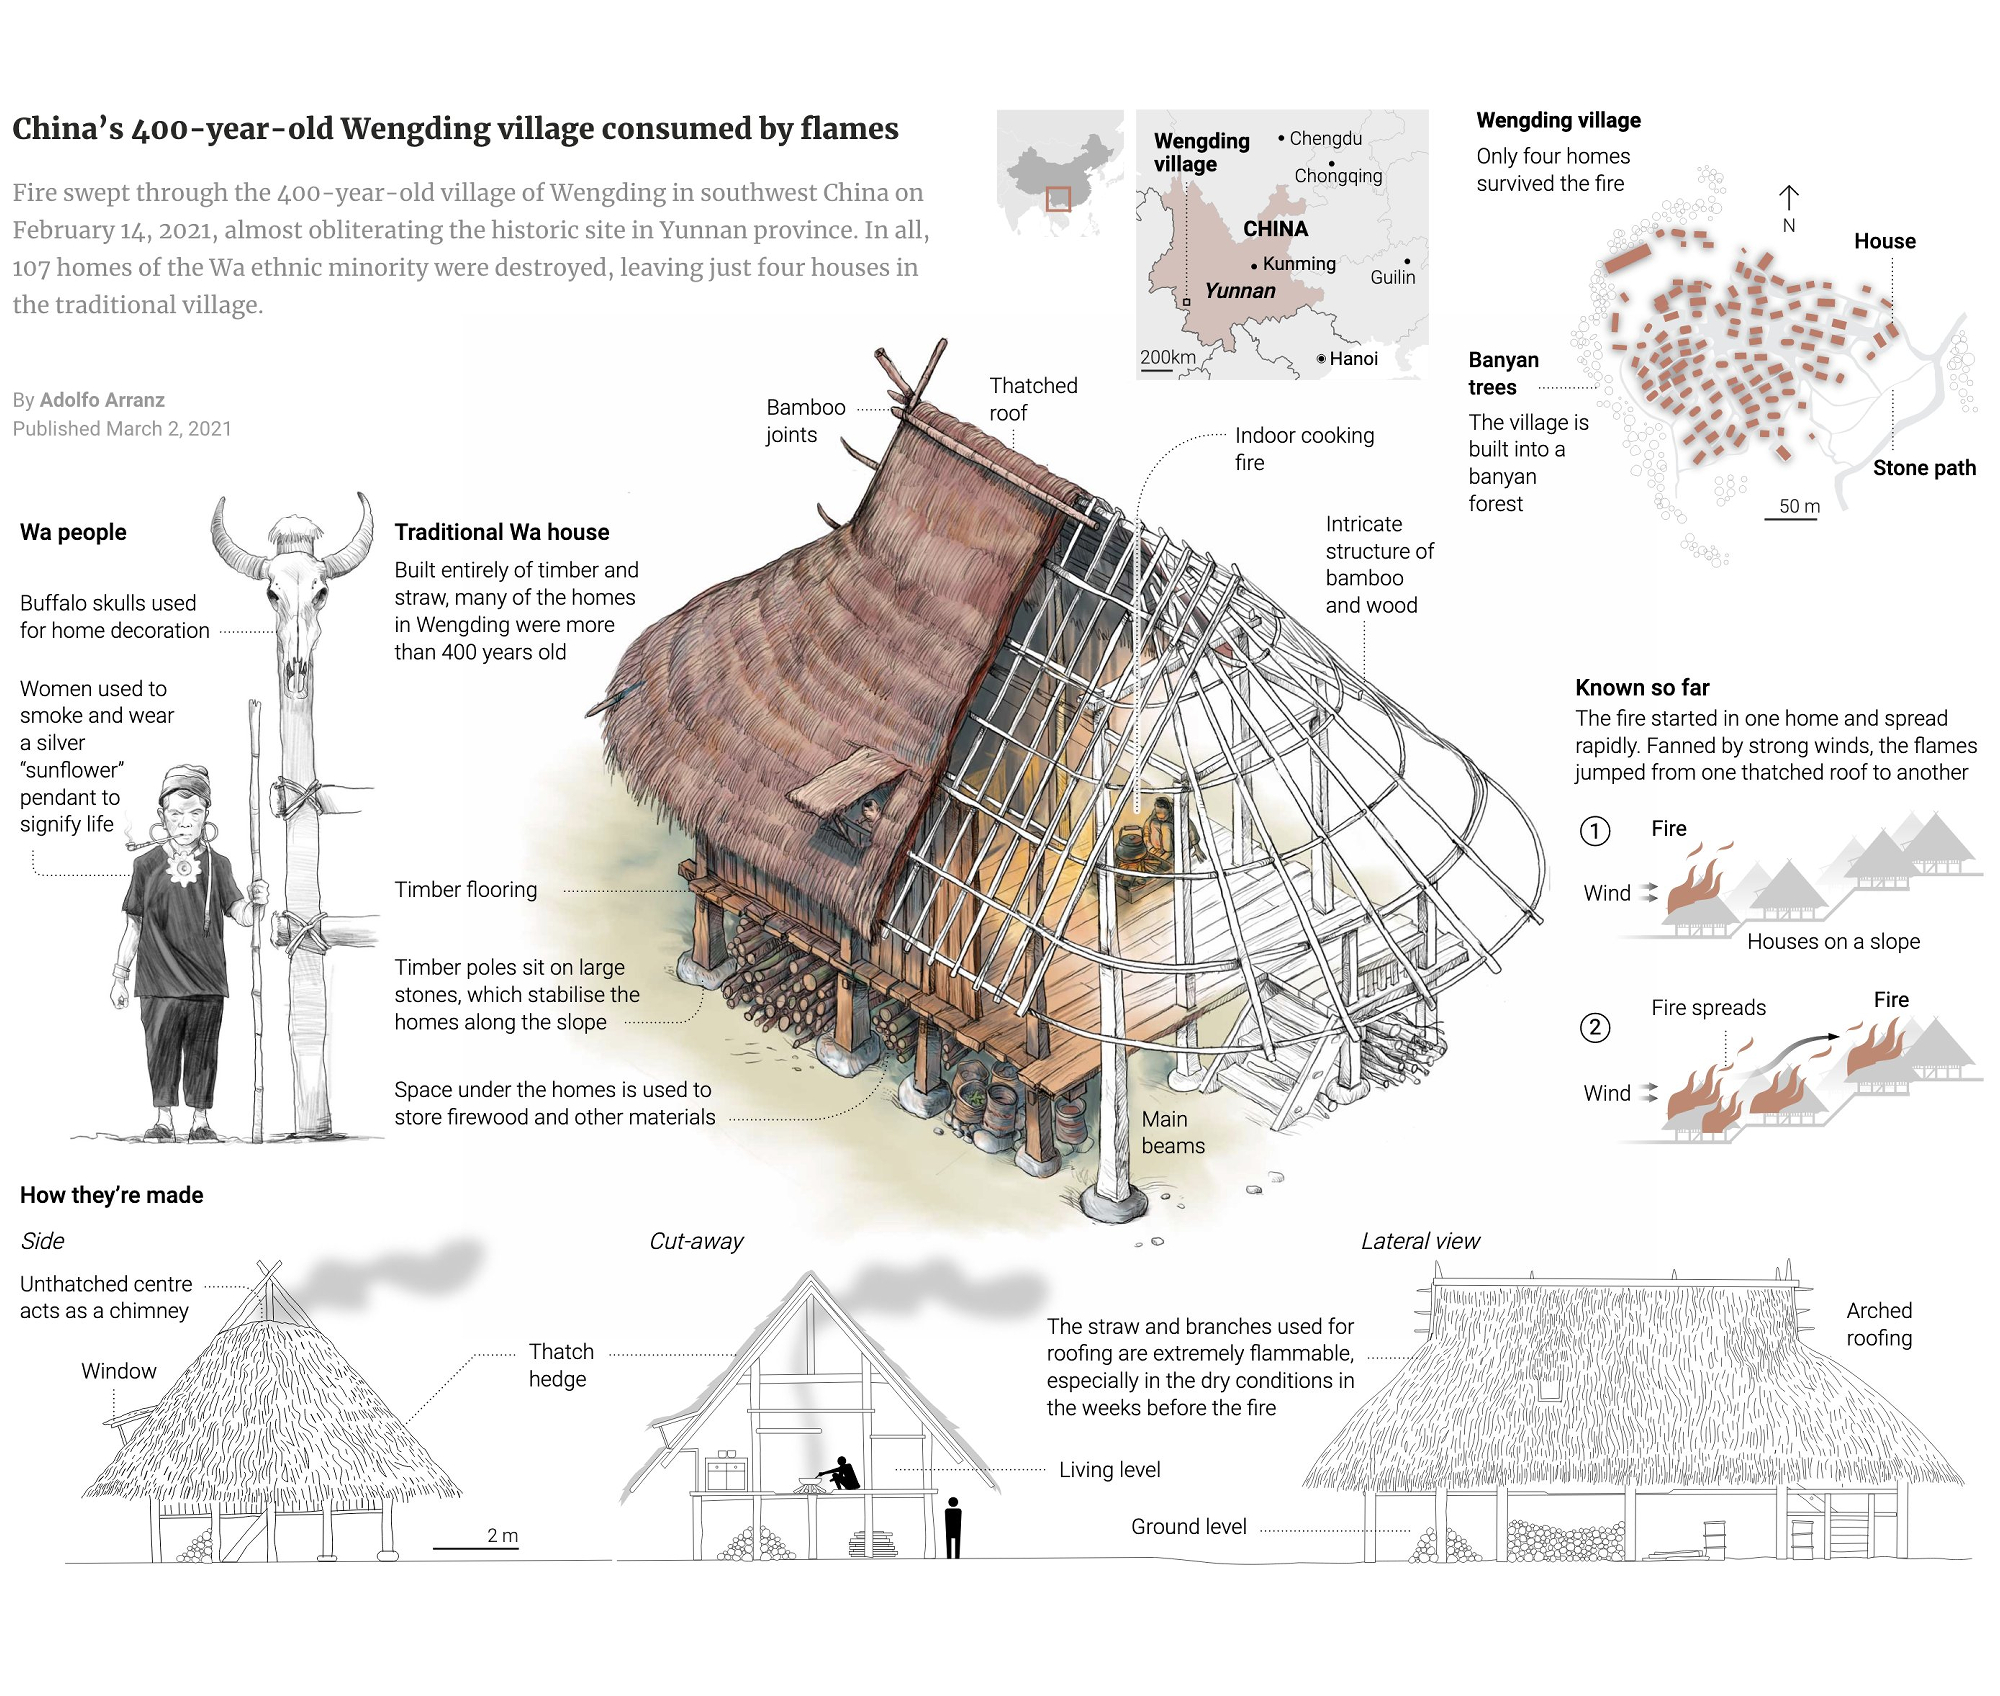 China's 400-year-old Wengding village consumed by flames
Fire swept through the 400-year-old village of Wengding in southwest China on
February 14, 2021, almost obliterating the historic site in Yunnan province. In all,
107 homes of the Wa ethnic minority were destroyed, leaving just four houses in
the traditional village.
By Adolfo Arranz
Published March 2, 2021
Wengding
village
Chengdu
Chongqing
CHINA
Kunming
Yunnan
Guilin
200km
Hanoi
Wengding village
Only four homes
survived the fire
N
House
Banyan
trees
The village is
built into a
banyan
forest
Stone path
50 m
Wa people
Buffalo skulls used
for home decoration
Women used to
smoke and wear
a silver
“sunflower”
pendant to
signify life
Traditional Wa house
Built entirely of timber and
straw, many of the homes
in Wengding were more
than 400 years old
Bamboo
joints
Thatched
roof
Indoor cooking
fire
Intricate
structure of
bamboo
and wood
Timber flooring
Timber poles sit on large
stones, which stabilise the
homes along the slope
Space under the homes is used to
store firewood and other materials
Main
beams
Known so far
The fire started in one home and spread
rapidly. Fanned by strong winds, the flames
jumped from one thatched roof to another
1
Fire
Wind
Houses on a slope
2
Fire spreads
Fire
Wind
How they're made
Side
Unthatched centre
acts as a chimney
Window
Thatch
hedge
2 m
Cut-away
The straw and branches used for
roofing are extremely flammable,
especially in the dry conditions in
the weeks before the fire
Living level
Ground level
Lateral view
Arched
roofing